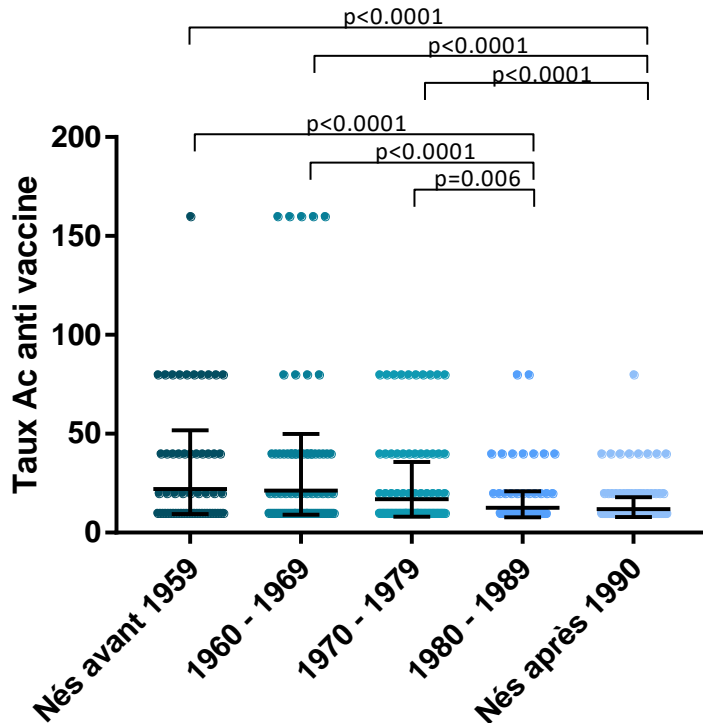 p<0.0001
p<0.0001
p<0.0001
p<0.0001
p<0.0001
p=0.006
200
150
100
50
0
Taux Ac anti vaccine
Nés avant 1959
1960 - 1969
1970 - 1979
1980 - 1989
Nés après 1990